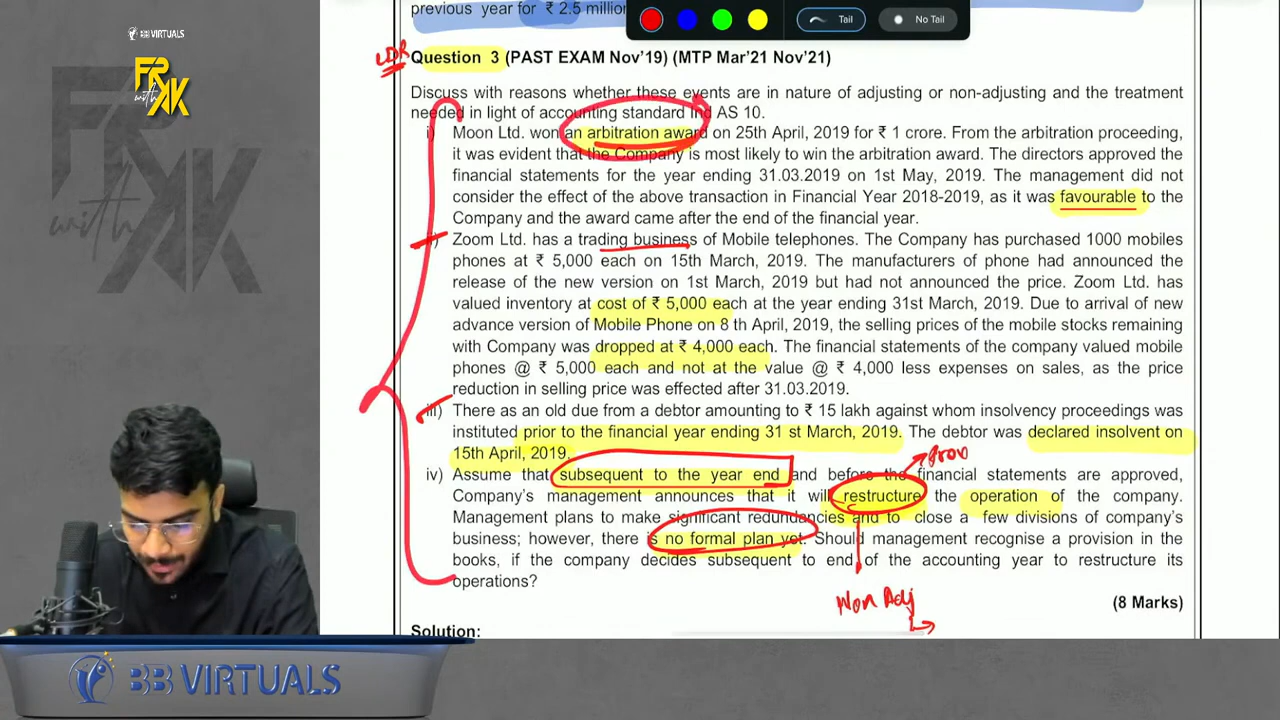 previous year for ₹ 2.5 million
Tail
No Tail
BB VIRTUALS
FR
with AK
LDR
Question 3 (PAST EXAM Nov'19) (MTP Mar'21 Nov'21)
Discuss with reasons whether these events are in nature of adjusting or non-adjusting and the treatment
needed in light of accounting standard Ind AS 10.
i) Moon Ltd. won an arbitration award on 25th April, 2019 for ₹ 1 crore. From the arbitration proceeding,
it was evident that the Company is most likely to win the arbitration award. The directors approved the
financial statements for the year ending 31.03.2019 on 1st May, 2019. The management did not
consider the effect of the above transaction in Financial Year 2018-2019, as it was favourable to the
Company and the award came after the end of the financial year.
ii) Zoom Ltd. has a trading business of Mobile telephones. The Company has purchased 1000 mobiles
phones at ₹ 5,000 each on 15th March, 2019. The manufacturers of phone had announced the
release of the new version on 1st March, 2019 but had not announced the price. Zoom Ltd. has
valued inventory at cost of ₹ 5,000 each at the year ending 31st March, 2019. Due to arrival of new
advance version of Mobile Phone on 8 th April, 2019, the selling prices of the mobile stocks remaining
with Company was dropped at ₹ 4,000 each. The financial statements of the company valued mobile
phones @ ₹ 5,000 each and not at the value @ ₹ 4,000 less expenses on sales, as the price
reduction in selling price was effected after 31.03.2019.
iii) There as an old due from a debtor amounting to ₹ 15 lakh against whom insolvency proceedings was
instituted prior to the financial year ending 31 st March, 2019. The debtor was declared insolvent on
15th April, 2019.
Prov
iv) Assume that subsequent to the year end and before the financial statements are approved,
Company's management announces that it will restructure the operation of the company.
Management plans to make significant redundancies and to close a few divisions of company's
business; however, there is no formal plan yet. Should management recognise a provision in the
books, if the company decides subsequent to end of the accounting year to restructure its
operations?
Non Adj
(8 Marks)
Solution:
BB VIRTUALS